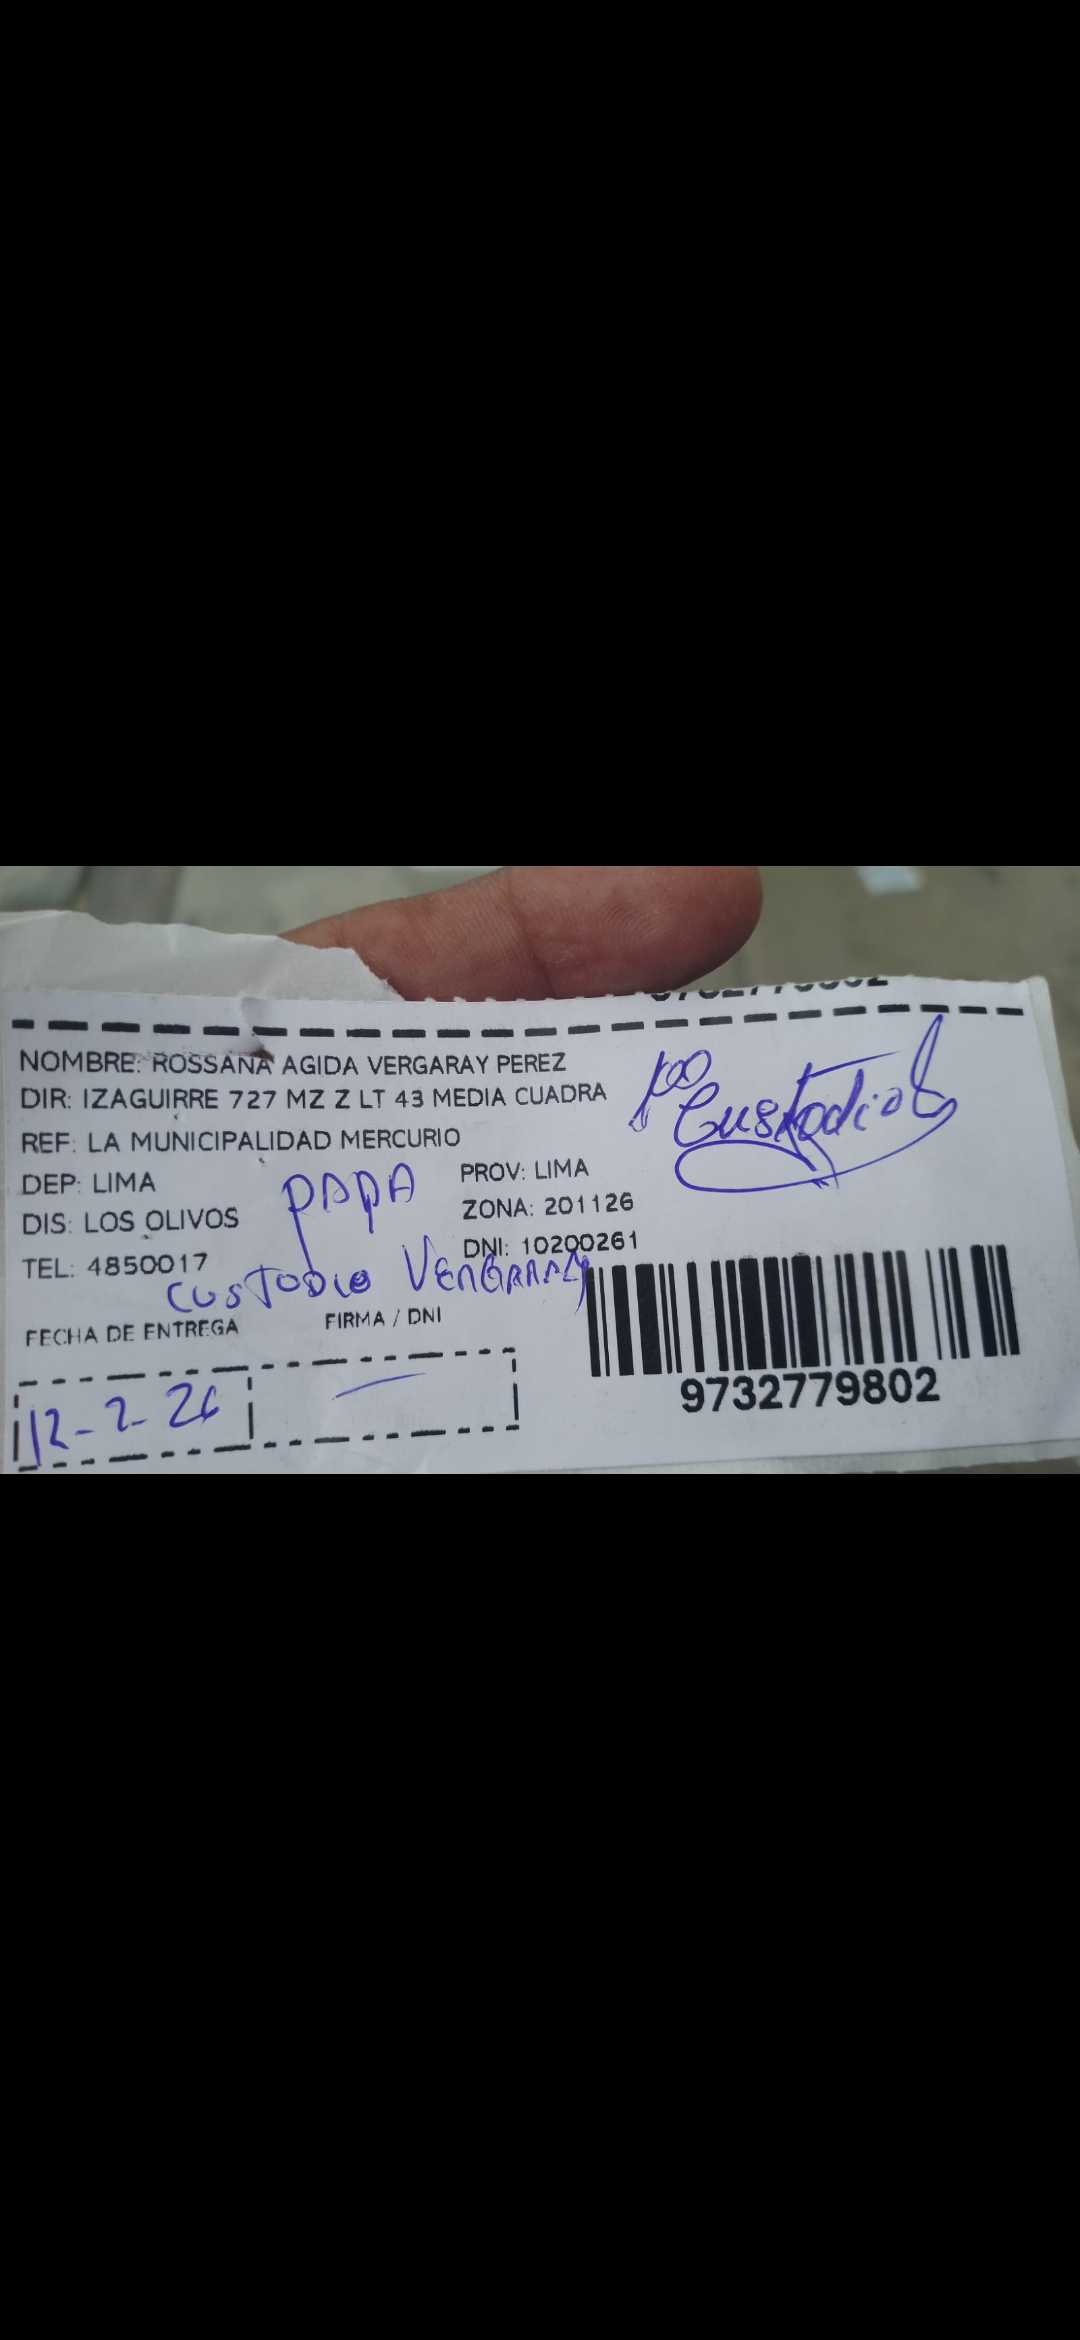 NOMBRE: ROSSANA AGIDA VERGARAY PEREZ
DIR: IZAGUIRRE 727 MZ Z LT 43 MEDIA CUADRA
REF: LA MUNICIPALIDAD MERCURIO
DEP: LIMA
PROV: LIMA
DIS: LOS OLIVOS
ZONA: 201126
TEL: 4850017
DNI: 10200261
PAPA
CUSTODIO VERGARAY
Custodio
FECHA DE ENTREGA
FIRMA / DNI
12-2-26
9732779802